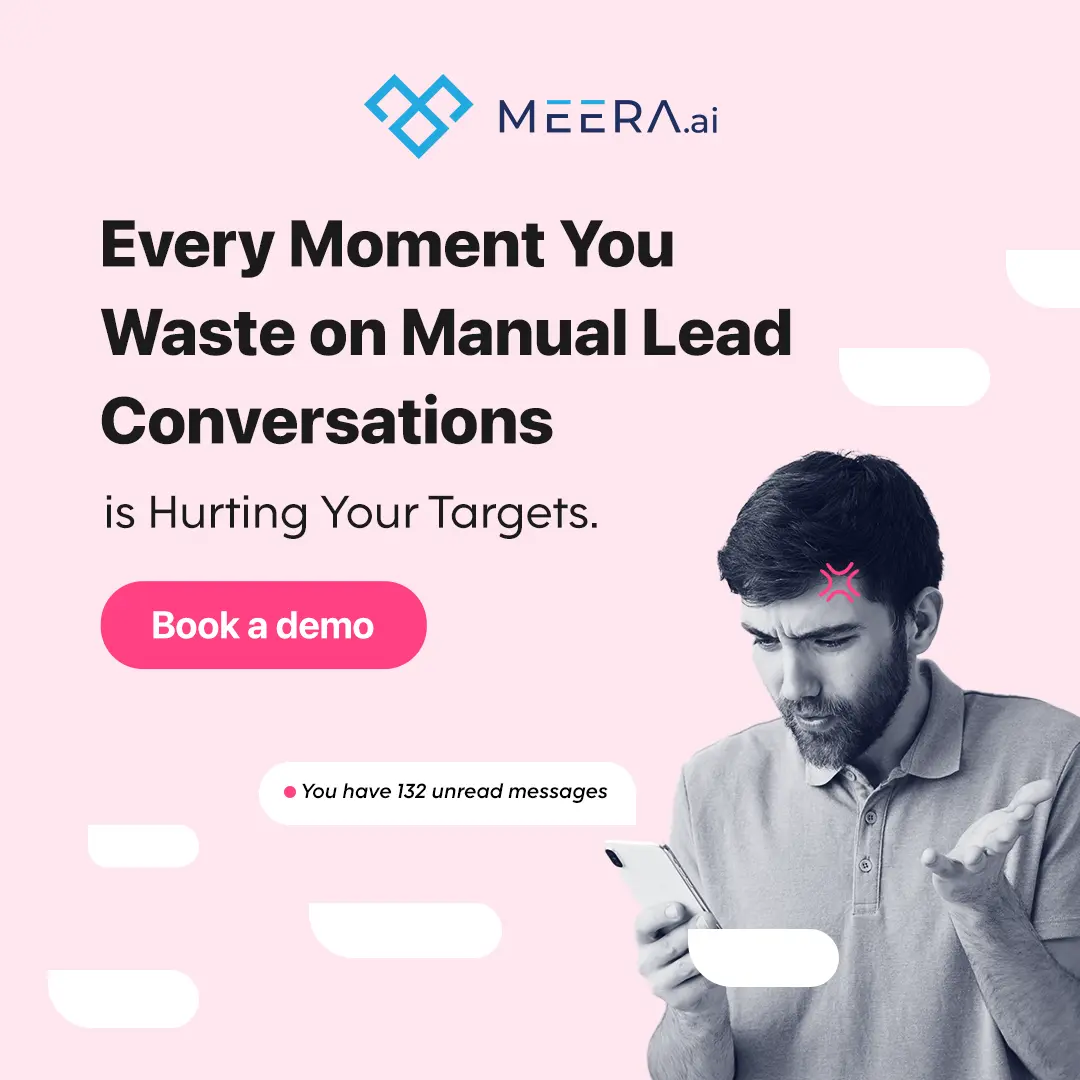 MEERA.ai
Every Moment You
Waste on Manual Lead
Conversations
is Hurting Your Targets.
Book a demo
You have 132 unread messages